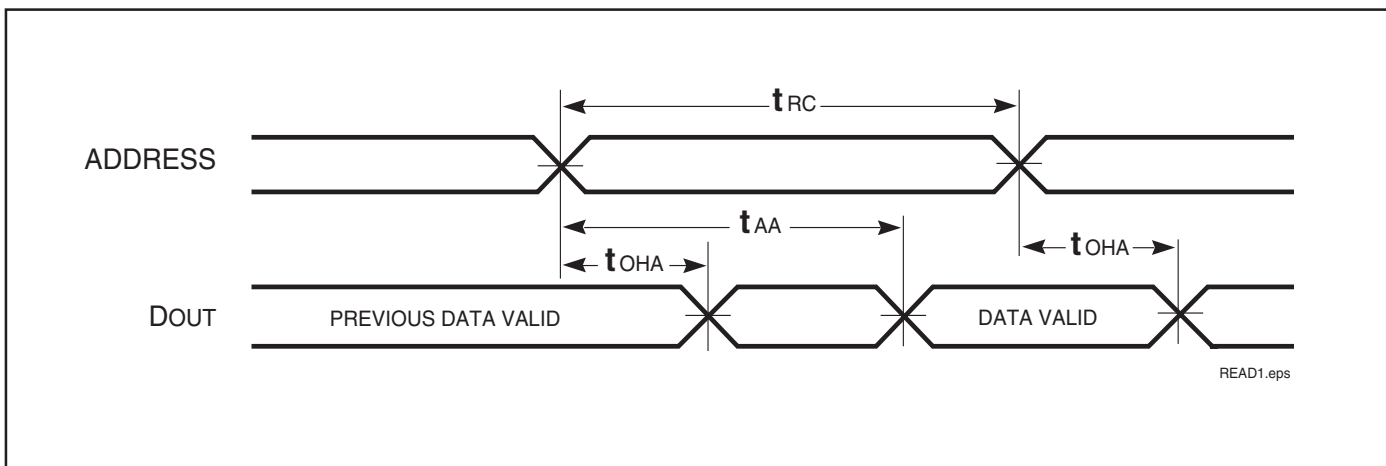 tRC
ADDRESS
tAA
tOHA
tOHA
DOUT
PREVIOUS DATA VALID
DATA VALID
READ1.eps